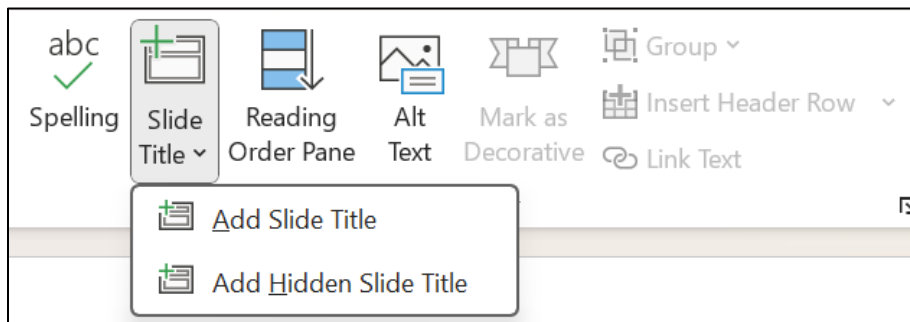 abc
Spelling
Slide
Title
Reading
Order Pane
Alt
Text
Mark as
Decorative
Group
Insert Header Row
Link Text
Add Slide Title
Add Hidden Slide Title